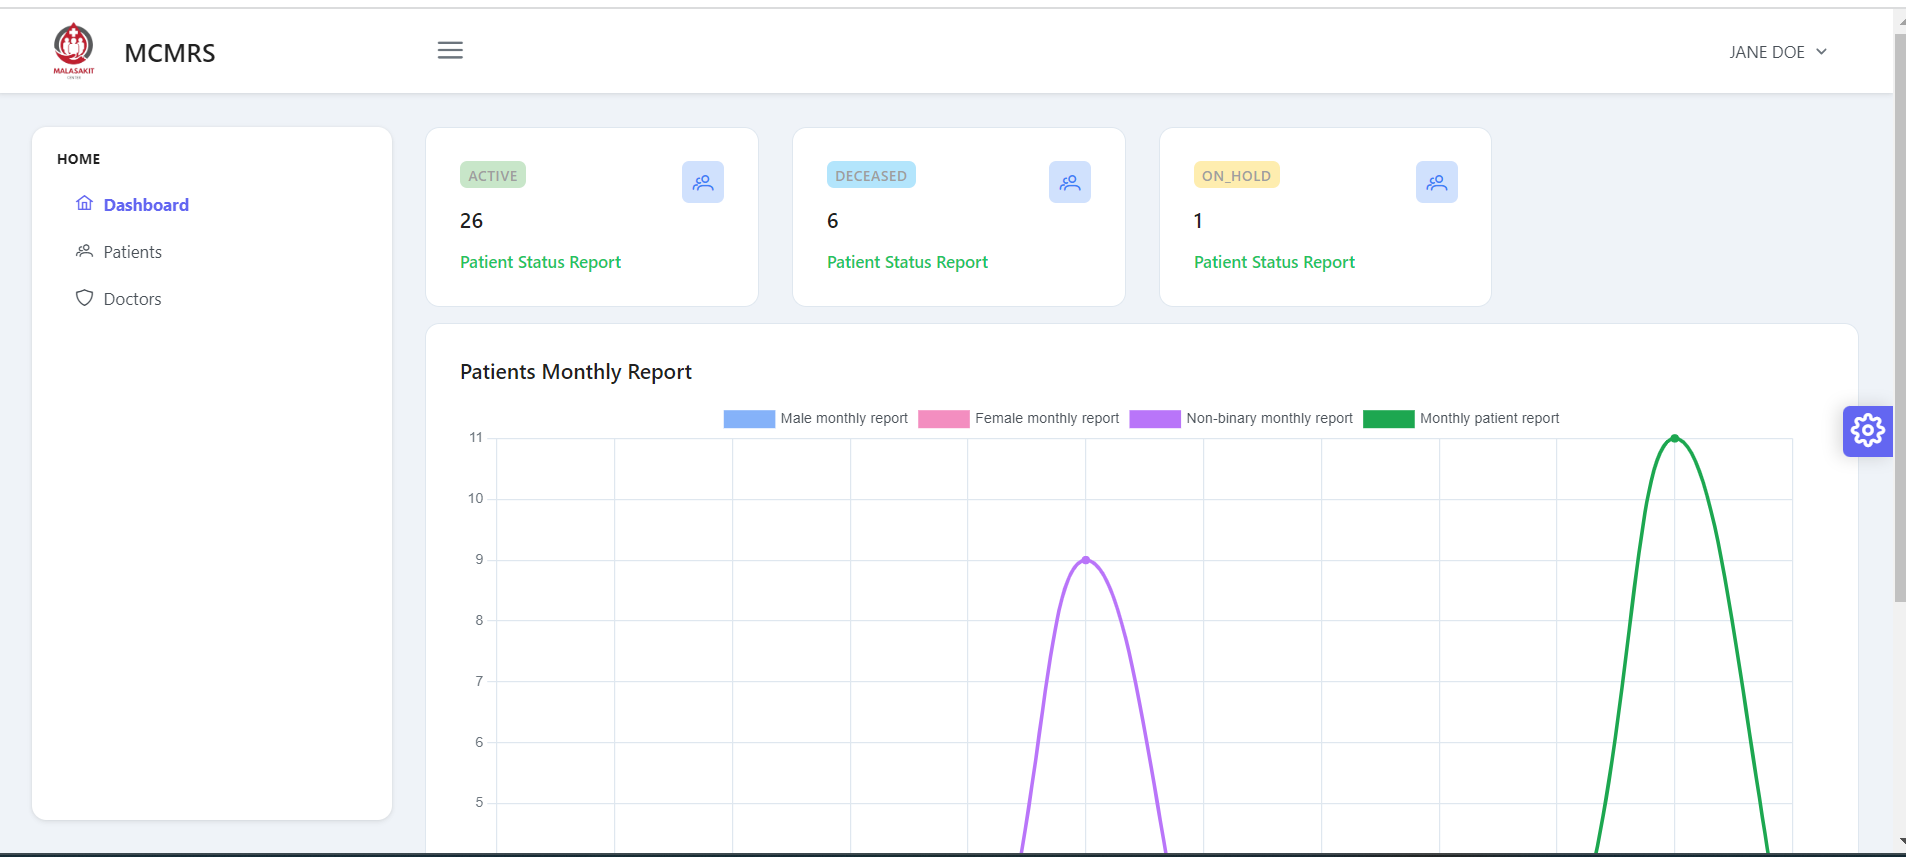 MALASAKIT
CENTER
MCMRS
JANE DOE
HOME
Dashboard
Patients
Doctors
ACTIVE
26
Patient Status Report
DECEASED
6
Patient Status Report
ON_HOLD
1
Patient Status Report
Patients Monthly Report
Male monthly report Female monthly report Non-binary monthly report Monthly patient report
11
10
9
8
7
6
5